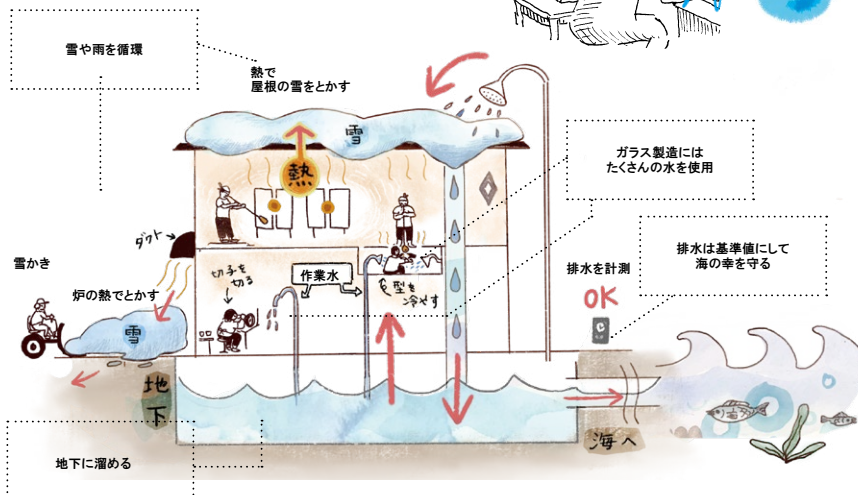 雪や雨を循環
熱で
屋根の雪をとかす
雪
熱
ガラス製造には
たくさんの水を使用
ダクト
雪かき
炉の熱でとかす
雪
切子を
切る
作業水
型を
冷やす
排水を計測
OK
排水は基準値にして
海の幸を守る
地
下
海へ
地下に溜める